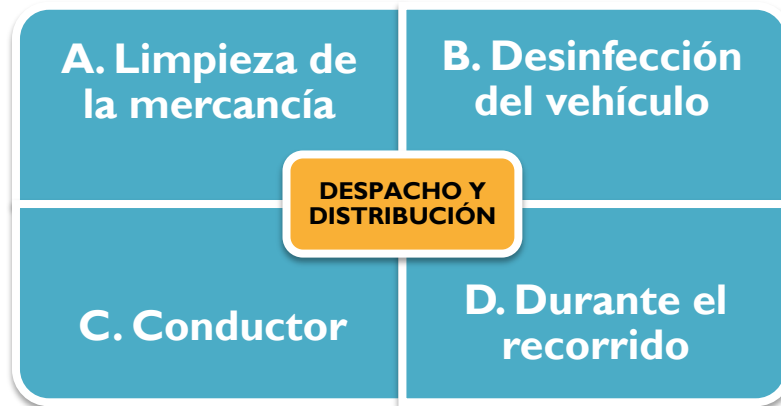 A. Limpieza de
la mercancía
B. Desinfección
del vehículo
DESPACHO Y
DISTRIBUCIÓN
C. Conductor
D. Durante el
recorrido